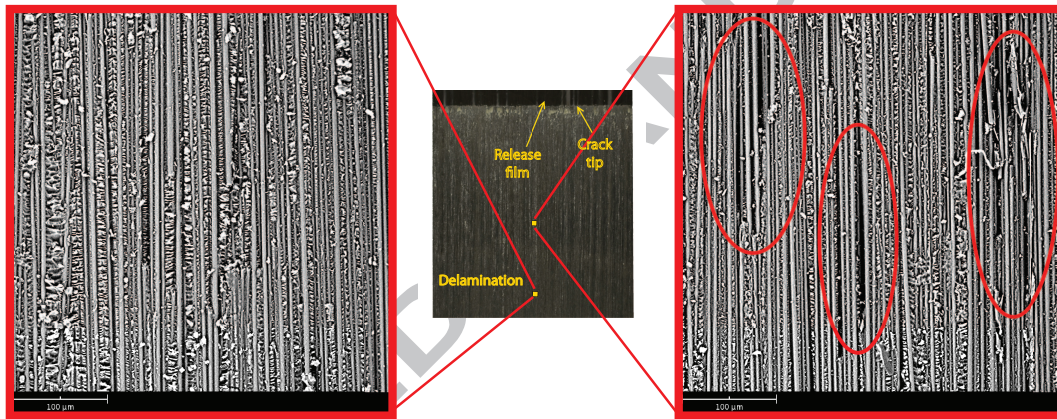 Release
film
Crack
tip
Delamination
100 µm
100 µm